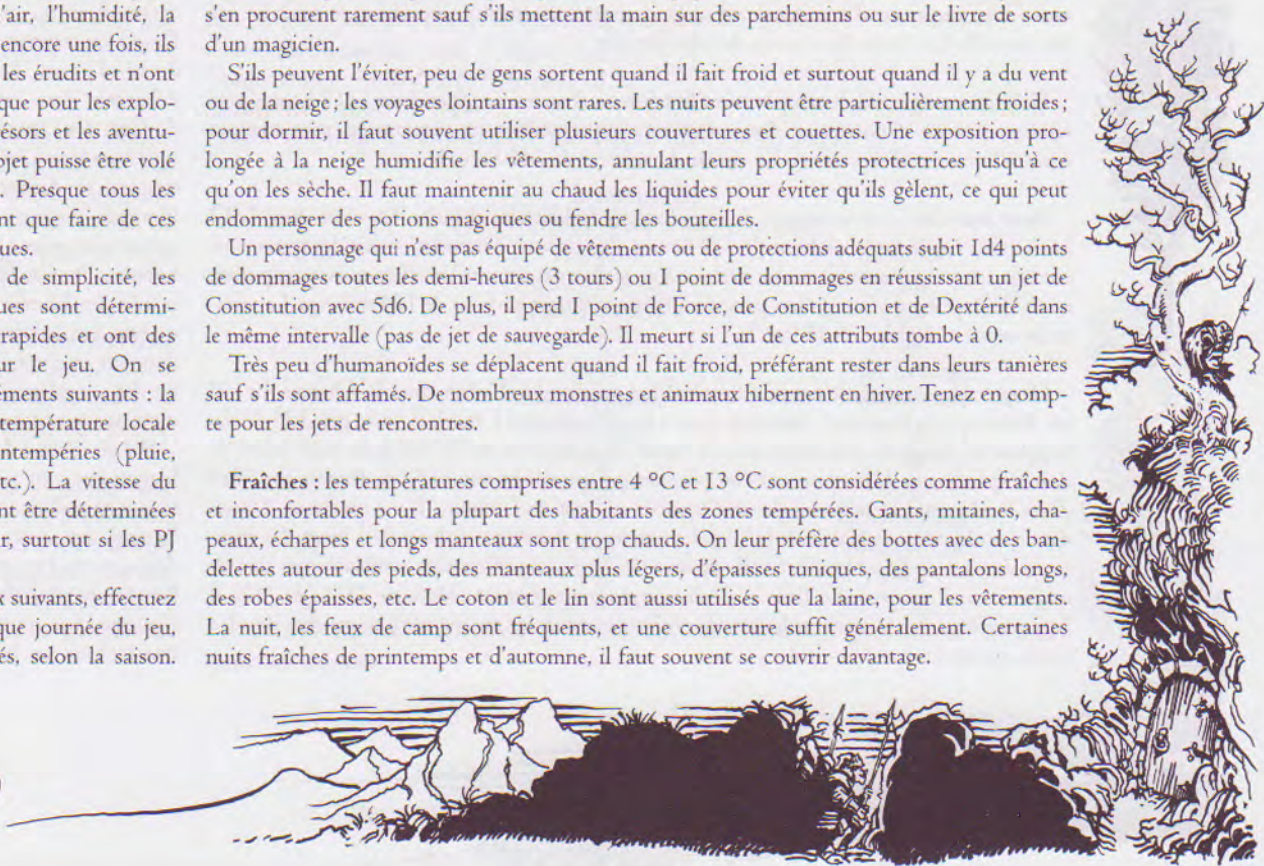 'air, l'humidité, la
encore une fois, ils
les érudits et n'ont
que pour les explo-
ésors et les aventu-
ojet puisse être volé
. Presque tous les
nt que faire de ces
ues.
de simplicité, les
ues sont détermi-
rapides et ont des
ur le jeu. On se
ements suivants : la
température locale
ntempéries (pluie,
tc.). La vitesse du
nt être déterminées
r, surtout si les PJ
x suivants, effectuez
que journée du jeu,
és, selon la saison.
s'en procurent rarement sauf s'ils mettent la main sur des parchemins ou sur le livre de sorts
d'un magicien.
S'ils peuvent l'éviter, peu de gens sortent quand il fait froid et surtout quand il y a du vent
ou de la neige ; les voyages lointains sont rares. Les nuits peuvent être particulièrement froides ;
pour dormir, il faut souvent utiliser plusieurs couvertures et couettes. Une exposition pro-
longée à la neige humidifie les vêtements, annulant leurs propriétés protectrices jusqu'à ce
qu'on les sèche. Il faut maintenir au chaud les liquides pour éviter qu'ils gèlent, ce qui peut
endommager des potions magiques ou fendre les bouteilles.
Un personnage qui n'est pas équipé de vêtements ou de protections adéquats subit 1d4 points
de dommages toutes les demi-heures (3 tours) ou 1 point de dommages en réussissant un jet de
Constitution avec 5d6. De plus, il perd 1 point de Force, de Constitution et de Dextérité dans
le même intervalle (pas de jet de sauvegarde). Il meurt si l'un de ces attributs tombe à 0.
Très peu d'humanoïdes se déplacent quand il fait froid, préférant rester dans leurs tanières
sauf s'ils sont affamés. De nombreux monstres et animaux hibernent en hiver. Tenez en comp-
te pour les jets de rencontres.
Fraîches : les températures comprises entre 4 °C et 13 °C sont considérées comme fraîches
et inconfortables pour la plupart des habitants des zones tempérées. Gants, mitaines, cha-
peaux, écharpes et longs manteaux sont trop chauds. On leur préfère des bottes avec des ban-
delettes autour des pieds, des manteaux plus légers, d'épaisses tuniques, des pantalons longs,
des robes épaisses, etc. Le coton et le lin sont aussi utilisés que la laine, pour les vêtements.
La nuit, les feux de camp sont fréquents, et une couverture suffit généralement. Certaines
nuits fraîches de printemps et d'automne, il faut souvent se couvrir davantage.